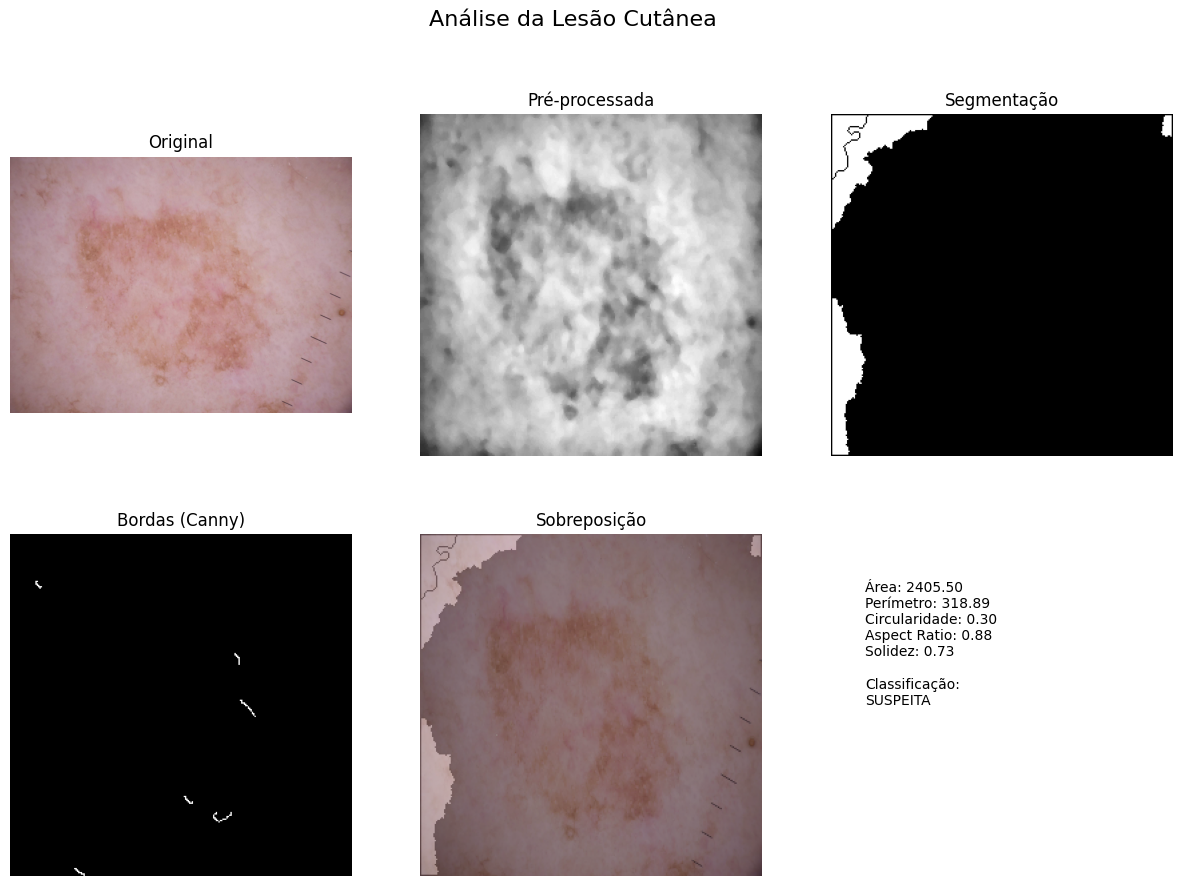 Análise da Lesão Cutânea
Original
Pré-processada
Segmentação
Bordas (Canny)
Sobreposição
Área: 2405.50
Perímetro: 318.89
Circularidade: 0.30
Aspect Ratio: 0.88
Solidez: 0.73
Classificação:
SUSPEITA